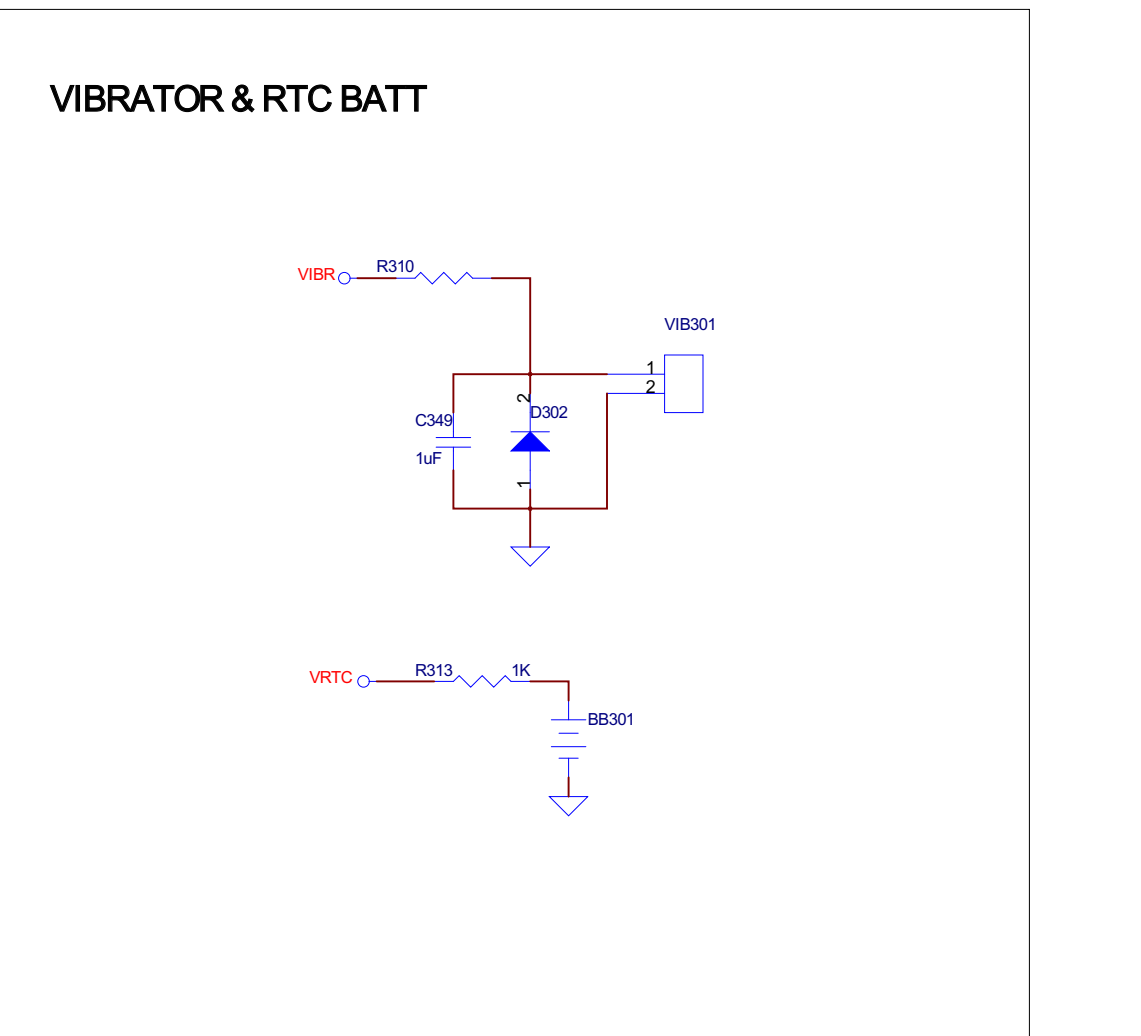 VIBRATOR & RTC BATT
VIBR
R310
VIB301
1
2
2
D302
C349
1uF
1
VRTC
R313
1K
BB301